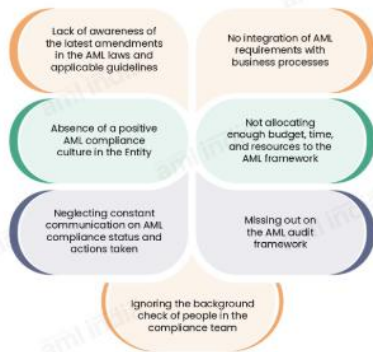 Lack of awareness of
the latest amendments
in the AML laws and
applicable guidelines
No integration of AML
requirements with
business processes
Absence of a positive
AML compliance
culture in the Entity
Not allocating
enough budget, time,
and resources to the
AML framework
Neglecting constant
communication on AML
compliance status and
actions taken
Missing out on
the AML audit
framework
Ignoring the background
check of people in the
compliance team